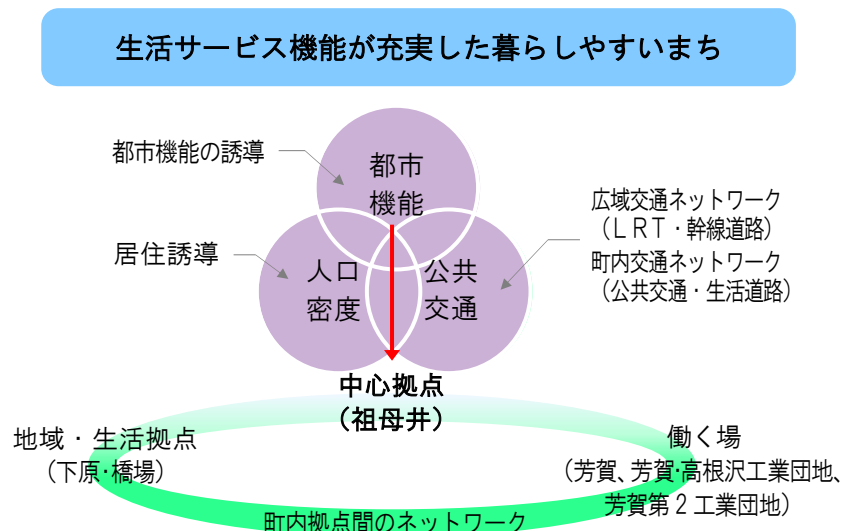 生活サービス機能が充実した暮らしやすいまち
都市機能の誘導
都市
機能
広域交通ネットワーク
（ＬＲＴ・幹線道路）
町内交通ネットワーク
（公共交通・生活道路）
居住誘導
人口
密度
公共
交通
中心拠点
（祖母井）
地域・生活拠点
（下原・橋場）
働く場
（芳賀、芳賀・高根沢工業団地、
芳賀第２工業団地）
町内拠点間のネットワーク